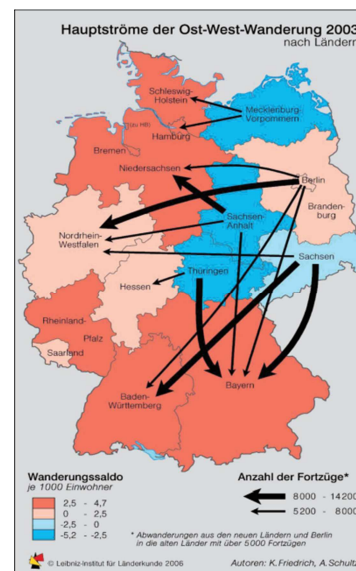 Hauptströme der Ost-West-Wanderung 2003
nach Ländern
Schleswig-
Holstein
Mecklenburg-
Vorpommern
(zu HB)
Hamburg
Bremen
Niedersachsen
Berlin
Branden-
burg
Sachsen-
Anhalt
Nordrhein-
Westfalen
Sachsen
Thüringen
Hessen
Rheinland-
Pfalz
Saarland
Baden-
Württemberg
Bayern
Wanderungssaldo
je 1000 Einwohner
2,5 - 4,7
0 - 2,5
-2,5 - 0
-5,2 - -2,5
Anzahl der Fortzüge*
8000 - 14200
5200 - 8000
* Abwanderungen aus den neuen Ländern und Berlin
in die alten Länder mit über 5000 Fortzügen
© Leibniz-Institut für Länderkunde 2006
Autoren: K. Friedrich, A. Schultz